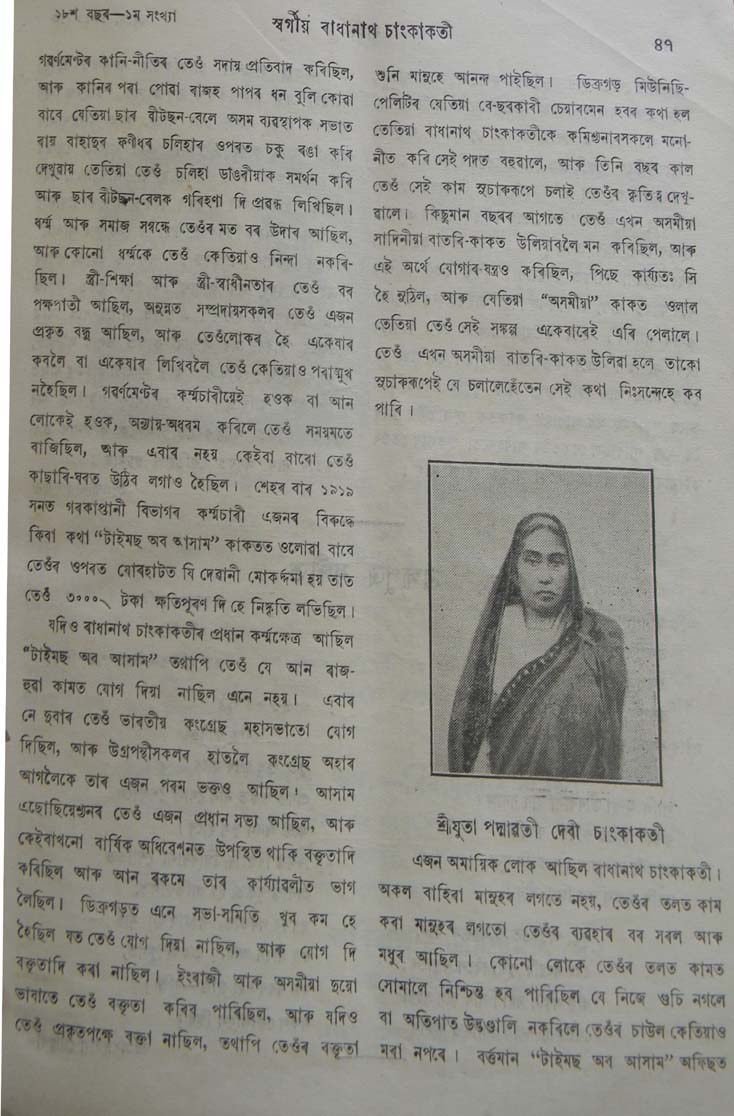 ১৮শ বছৰ—১ম সংখ্যা
স্বৰ্গীয় ৰাধানাথ চাংকাকতী
৪৭
গৱৰ্ণমেণ্টৰ কানি-নীতিৰ তেওঁ সদায় প্ৰতিবাদ কৰিছিল,
আৰু কানিৰ পৰা পোৱা ৰাজহ পাপৰ ধন বুলি কোৱা
বাবে যেতিয়া ছাৰ বীটছন-বেলে অসম ব্যৱস্থাপক সভাত
ৰায় বাহাদুৰ ফণীধৰ চলিহাৰ ওপৰত চকু ৰঙা কৰি
দেখুৱায় তেতিয়া তেওঁ চলিহা ডাঙৰীয়াক সমৰ্থন কৰি
আৰু ছাৰ বীটছন-বেলক গৰিহণা দি প্ৰবন্ধ লিখিছিল।
ধৰ্ম্ম আৰু সমাজ সম্বন্ধে তেওঁৰ মত বৰ উদাৰ আছিল,
আৰু কোনো ধৰ্ম্মকে তেওঁ কেতিয়াও নিন্দা নকৰি-
ছিল। স্ত্ৰী-শিক্ষা আৰু স্ত্ৰী-স্বাধীনতাৰ তেওঁ বৰ
পক্ষপাতী আছিল, অনুন্নত সম্প্ৰদায়সকলৰ তেওঁ এজন
প্ৰকৃত বন্ধু আছিল, আৰু তেওঁলোকৰ হৈ একেষাৰ
কবলৈ বা একেষাৰ লিখিবলৈ তেওঁ কেতিয়াও পৰাঙ্মুখ
নহৈছিল। গৱৰ্ণমেণ্টৰ কৰ্ম্মচাৰীয়েই হওক বা আন
লোকেই হওক, অন্যায়-অধৰম কৰিলে তেওঁ সময়মতে
বাজিছিল, আৰু এবাৰ নহয় কেইবা বাৰো তেওঁ
কাছাৰি-ঘৰত উঠিব লগাও হৈছিল। শেহৰ বাৰ ১৯১৯
সনত গৰকাপ্তানী বিভাগৰ কৰ্ম্মচাৰী এজনৰ বিৰুদ্ধে
কিবা কথা “টাইমছ অব আসাম” কাকতত ওলোৱা বাবে
তেওঁৰ ওপৰত যোৰহাটত যি দেৱানী মোকৰ্দ্দমা হয় তাত
তেওঁ ৩০০০৲ টকা ক্ষতিপূৰণ দি হে নিষ্কৃতি লভিছিল।
যদিও ৰাধানাথ চাংকাকতীৰ প্ৰধান কৰ্ম্মক্ষেত্ৰ আছিল
“টাইমছ অব আসাম” তথাপি তেওঁ যে আন ৰাজ-
হুৱা কামত যোগ দিয়া নাছিল এনে নহয়। এবাৰ
নে দুবাৰ তেওঁ ভাৰতীয় কংগ্ৰেছ মহাসভাতো যোগ
দিছিল, আৰু উগ্ৰপন্থীসকলৰ হাতলৈ কংগ্ৰেছ অহাৰ
আগলৈকে তাৰ এজন পৰম ভক্তও আছিল। আসাম
এছোছিয়েশ্যনৰ তেওঁ এজন প্ৰধান সভ্য আছিল, আৰু
কেইবাখনো বাৰ্ষিক অধিবেশনত উপস্থিত থাকি বক্তৃতাদি
কৰিছিল আৰু আন ৰকমে তাৰ কাৰ্য্যাৱলীত ভাগ
লৈছিল। ডিব্ৰুগড়ত এনে সভা-সমিতি খুব কম হে
হৈছিল যত তেওঁ যোগ দিয়া নাছিল, আৰু যোগ দি
বক্তৃতাদি কৰা নাছিল। ইংৰাজী আৰু অসমীয়া দুয়ো
ভাষাতে তেওঁ বক্তৃতা কৰিব পাৰিছিল, আৰু যদিও
তেওঁ প্ৰকৃতপক্ষে বক্তা নাছিল, তথাপি তেওঁৰ বক্তৃতা
শুনি মানুহে আনন্দ পাইছিল। ডিব্ৰুগড় মিউনিছি-
পেলিটিৰ যেতিয়া বে-ছৰকাৰী চেয়াৰমেন হবৰ কথা হল
তেতিয়া ৰাধানাথ চাংকাকতীকে কমিশ্যনাৰসকলে মনো-
নীত কৰি সেই পদত বহুৱালে, আৰু তিনি বছৰ কাল
তেওঁ সেই কাম সুচাৰুৰূপে চলাই তেওঁৰ কৃতিত্ব দেখু-
ৱালে। কিছুমান বছৰৰ আগতে তেওঁ এখন অসমীয়া
সাদিনীয়া বাতৰি-কাকত উলিয়াবলৈ মন কৰিছিল, আৰু
এই অৰ্থে যোগাৰ-যন্ত্ৰও কৰিছিল, পিছে কাৰ্য্যতঃ সি
হৈ নুঠিল, আৰু যেতিয়া “অসমীয়া” কাকত ওলাল
তেতিয়া তেওঁ সেই সঙ্কল্প একেবাৰেই এৰি পেলালে।
তেওঁ এখন অসমীয়া বাতৰি-কাকত উলিৱা হলে তাকো
সুচাৰুৰূপেই যে চলালেহেঁতেন সেই কথা নিঃসন্দেহে কব
পাৰি।
শ্ৰীযুতা পদ্মাৱতী দেৱী চাংকাকতী
এজন অমায়িক লোক আছিল ৰাধানাথ চাংকাকতী।
অকল বাহিৰা মানুহৰ লগতে নহয়, তেওঁৰ তলত কাম
কৰা মানুহৰ লগতো তেওঁৰ ব্যৱহাৰ বৰ সৰল আৰু
মধুৰ আছিল। কোনো লোকে তেওঁৰ তলত কামত
সোমালে নিশ্চিন্ত হব পাৰিছিল যে নিজে গুচি নগলে
বা অতিপাত উদ্ভণ্ডালি নকৰিলে তেওঁৰ চাউল কেতিয়াও
মৰা নপৰে। বৰ্ত্তমান “টাইমছ অব আসাম” অফিছত